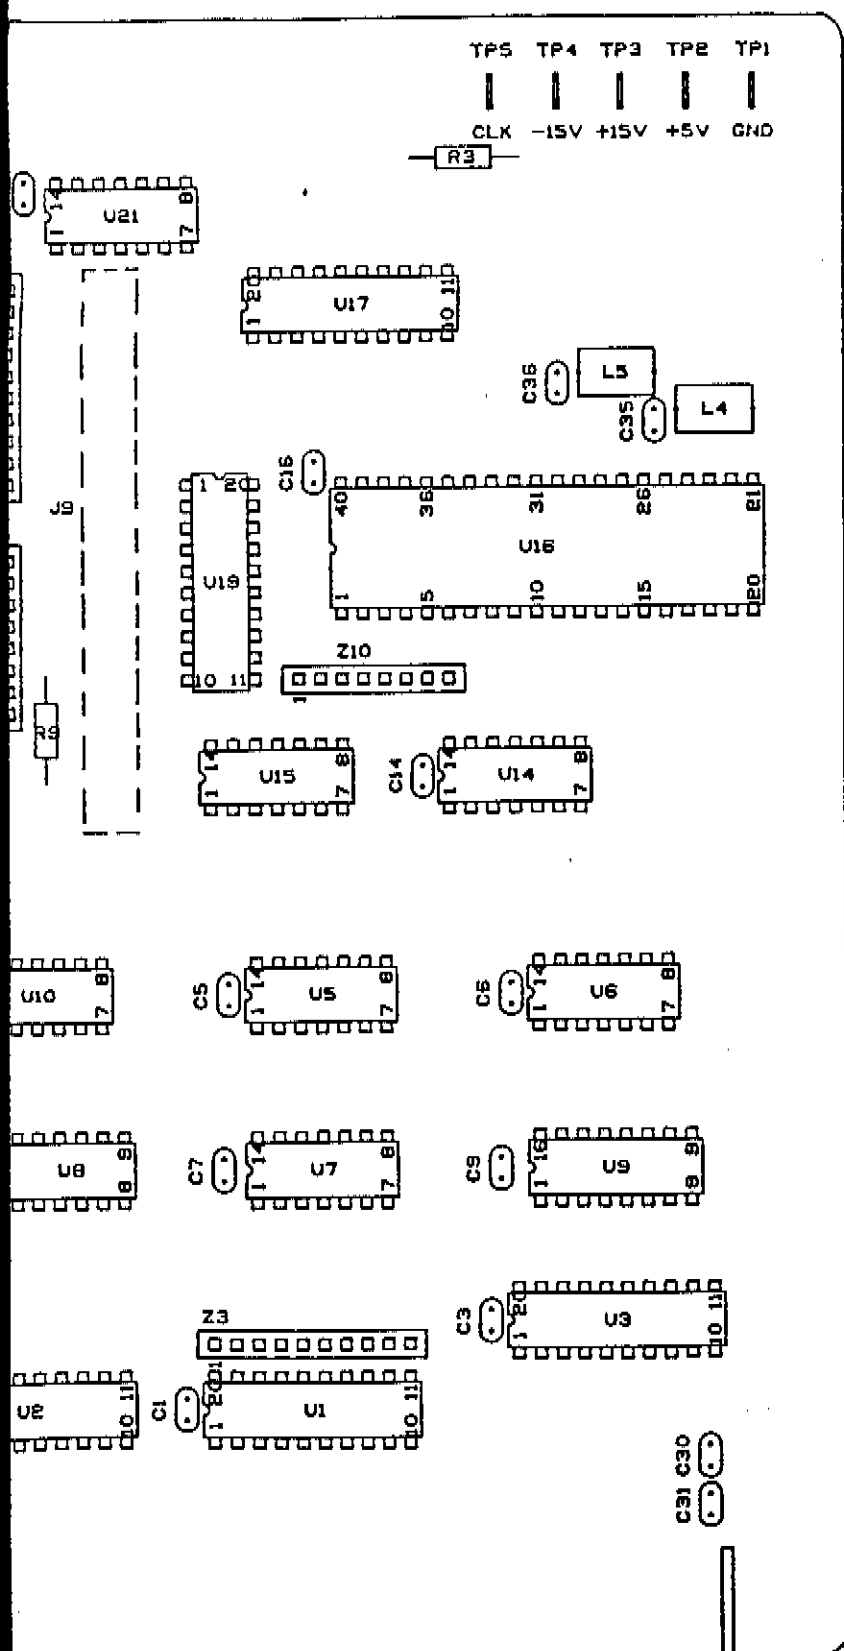 TP5 TP4 TP3 TP2 TP1
CLK -15V +15V +5V GND
R3
14 8
U21
1 7
20 11
U17
1 10
L5
C36
L4
C35
C16
40 36 31 26 21
U16
1 5 10 15 20
J9
1 20
U19
10 11
Z10
1
R9
14 8
U15
1 7
C14
14 8
U14
1 7
8
U10
7
C5
14 8
U5
1 7
C6
14 8
U6
1 7
9
U8
8
C7
14 8
U7
1 7
C9
16 9
U9
1 8
C3
20 11
U3
1 10
Z3
1
11
U2
10
C1
20 11
U1
1 10
C30
C31